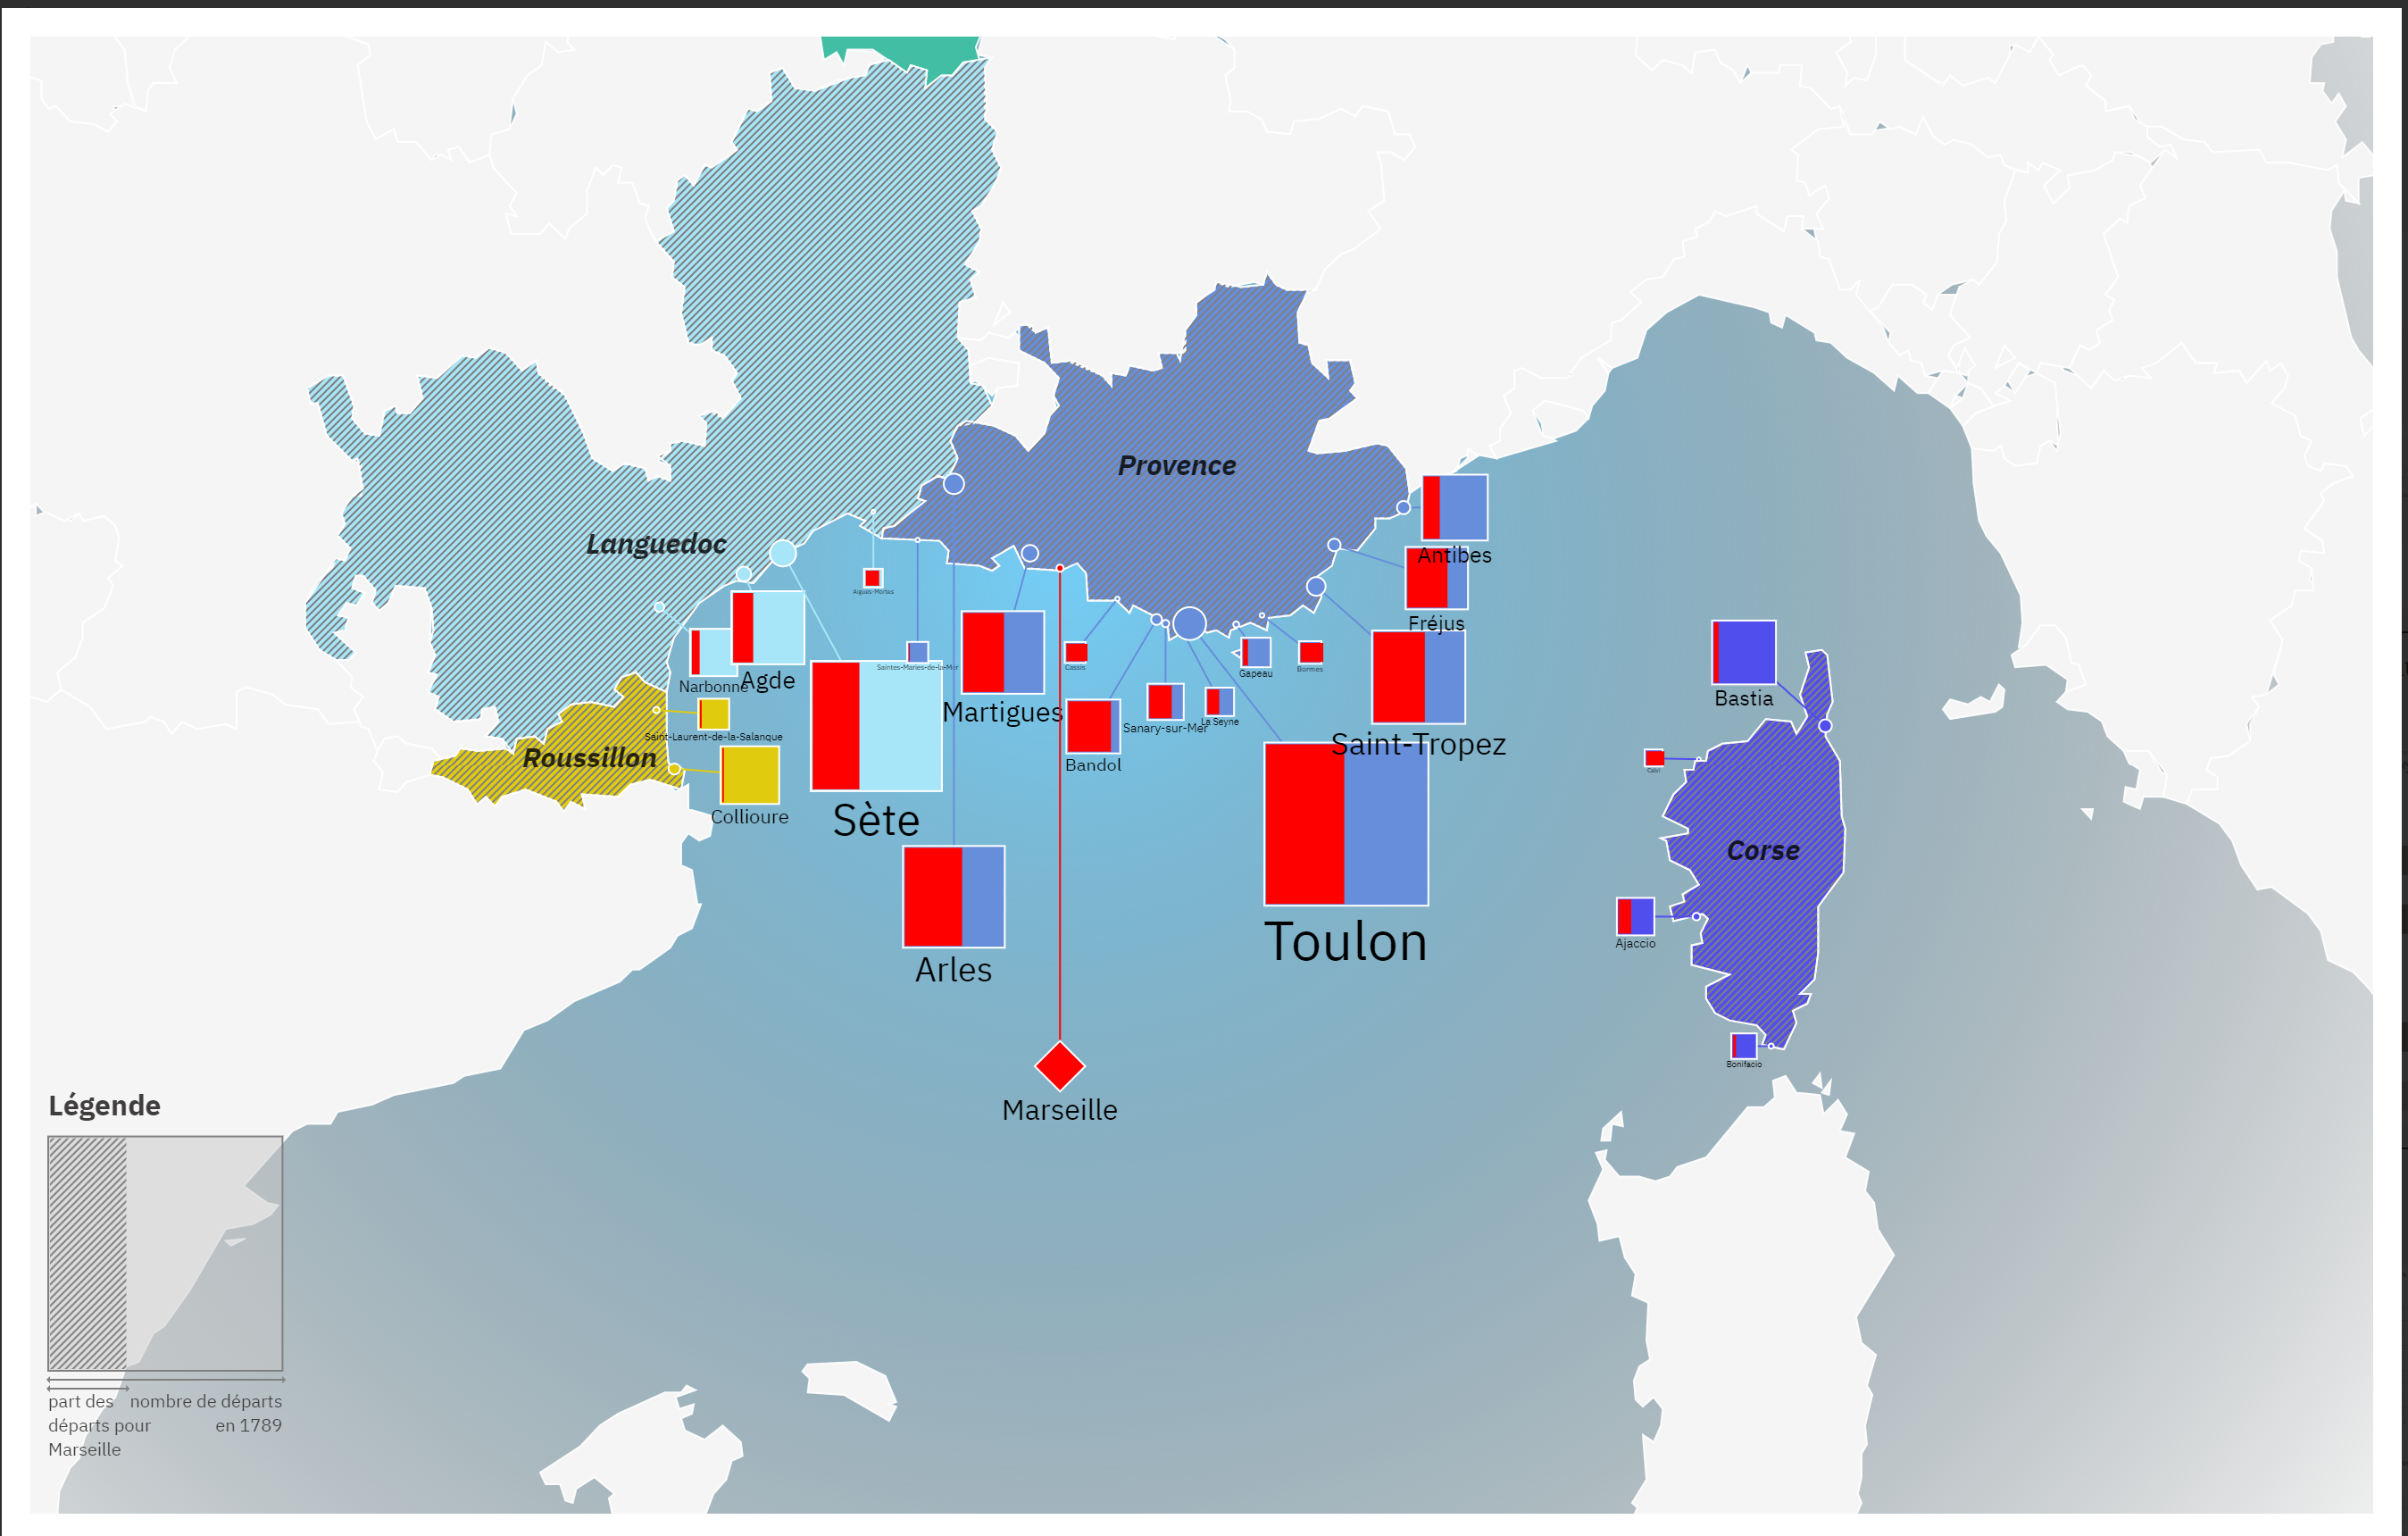 Provence
Antibes
Languedoc
Fréjus
Aigues-Mortes
Saintes-Maries-de-la-Mer
Cassis
Gapeau
Bormes
Narbonne
Agde
Martigues
Sanary-sur-Mer
La Seyne
Bastia
Saint-Laurent-de-la-Salanque
Saint-Tropez
Roussillon
Bandol
Calvi
Collioure
Sète
Corse
Toulon
Ajaccio
Arles
Bonifacio
Marseille
Légende
part des
départs pour
Marseille
nombre de départs
en 1789